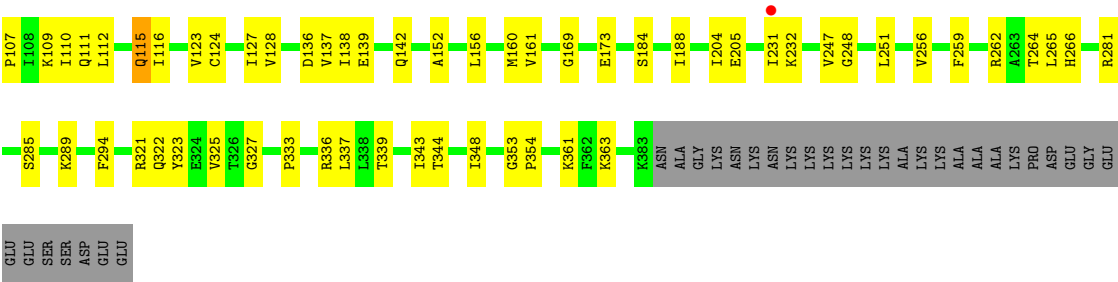 P107 I108 K109 I110 Q111 L112 Q115 I116 V123 C124 I127 V128 D136 V137 I138 E139 Q142 A152 L156 M160 V161 G169 E173 S184 I188 I204 E205 I231 K232 V247 G248 L251 V256 F259 R262 A263 T264 L265 H266 R281
S285 K289 F294 R321 Q322 Y323 E324 V325 T326 G327 P333 R336 L337 L338 T339 I343 T344 I348 G353 P354 K361 F362 K363 K383 ASN ALA GLY LYS ASN LYS ASN LYS LYS LYS LYS LYS LYS ALA LYS LYS ALA ALA ALA LYS PRO ASP GLU GLY GLU
GLU GLU SER SER ASP GLU GLU